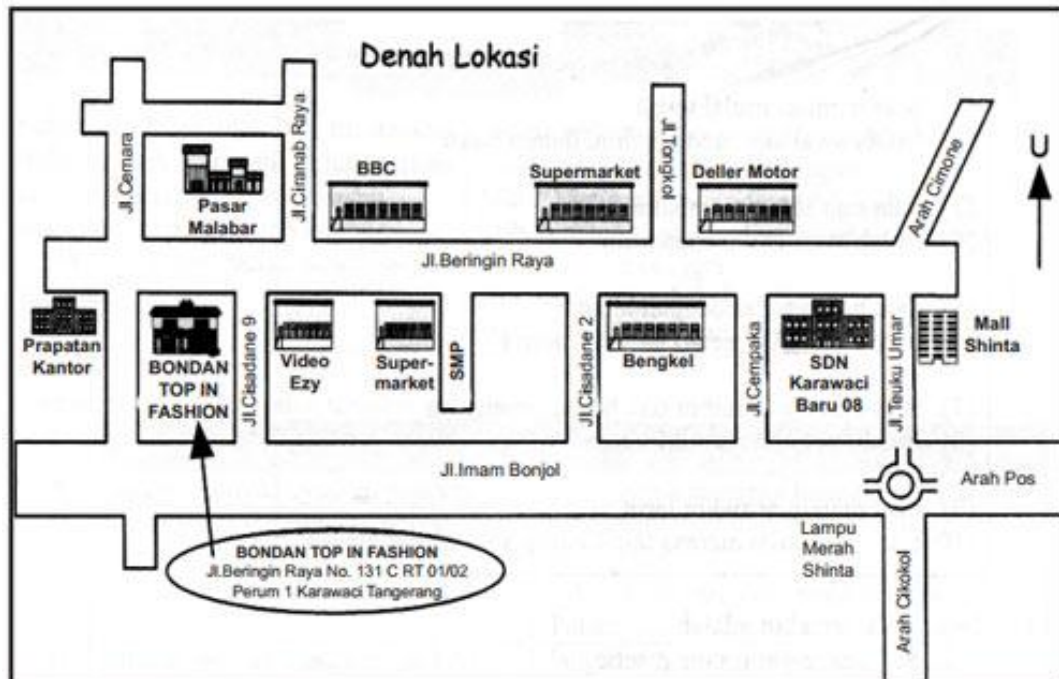 Denah Lokasi
U
Jl.Cemara
Jl.Ciranab Raya
Jl.Tongkol
Arah Cimone
Pasar
Malabar
BBC
Supermarket
Deller Motor
Jl.Beringin Raya
Prapatan
Kantor
BONDAN
TOP IN
FASHION
Jl.Cisadane 9
Video
Ezy
Super-
market
SMP
Jl.Cisadane 2
Bengkel
Jl.Cempaka
SDN
Karawaci
Baru 08
Jl.Teuku Umar
Mall
Shinta
Jl.Imam Bonjol
Arah Pos
Lampu
Merah
Shinta
Arah Cikokol
BONDAN TOP IN FASHION
Jl.Beringin Raya No. 131 C RT 01/02
Perum 1 Karawaci Tangerang